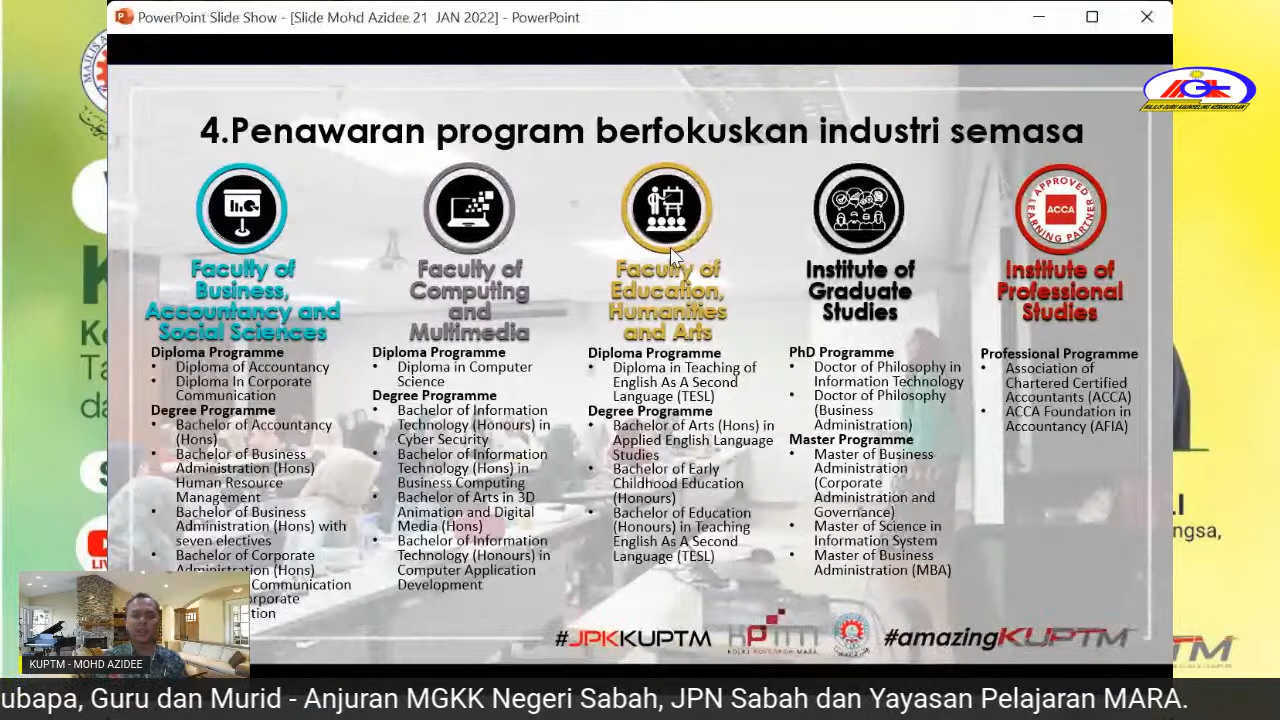 PowerPoint Slide Show - [Slide Mohd Azidee 21 JAN 2022] - PowerPoint
4.Penawaran program berfokuskan industri semasa
Faculty of
Business,
Accountancy and
Social Sciences
Diploma Programme
• Diploma of Accountancy
• Diploma In Corporate
Communication
Degree Programme
• Bachelor of Accountancy
(Hons)
• Bachelor of Business
Administration (Hons)
Human Resource
Management
• Bachelor of Business
Administration (Hons) with
seven electives
• Bachelor of Corporate
Administration (Hons)
Communication
Faculty of
Computing
and
Multimedia
Diploma Programme
• Diploma in Computer
Science
Degree Programme
• Bachelor of Information
Technology (Honours) in
Cyber Security
• Bachelor of Information
Technology (Hons) in
Business Computing
• Bachelor of Arts in 3D
Animation and Digital
Media (Hons)
• Bachelor of Information
Technology (Honours) in
Computer Application
Development
Faculty of
Education,
Humanities
and Arts
Diploma Programme
• Diploma in Teaching of
English As A Second
Language (TESL)
Degree Programme
• Bachelor of Arts (Hons) in
Applied English Language
Studies
• Bachelor of Early
Childhood Education
(Honours)
• Bachelor of Education
(Honours) in Teaching
English As A Second
Language (TESL)
Institute of
Graduate
Studies
PhD Programme
• Doctor of Philosophy in
Information Technology
• Doctor of Philosophy
(Business
Administration)
Master Programme
• Master of Business
Administration
(Corporate
Administration and
Governance)
• Master of Science in
Information System
• Master of Business
Administration (MBA)
APPROVED
ACCA
LEARNING PARTNER
Institute of
Professional
Studies
Professional Programme
• Association of
Chartered Certified
Accountants (ACCA)
• ACCA Foundation in
Accountancy (AFIA)
#JPKKUPTM
kptm
#amazingKUPTM
KUPTM - MOHD AZIDEE
ubapa, Guru dan Murid - Anjuran MGKK Negeri Sabah, JPN Sabah dan Yayasan Pelajaran MARA.